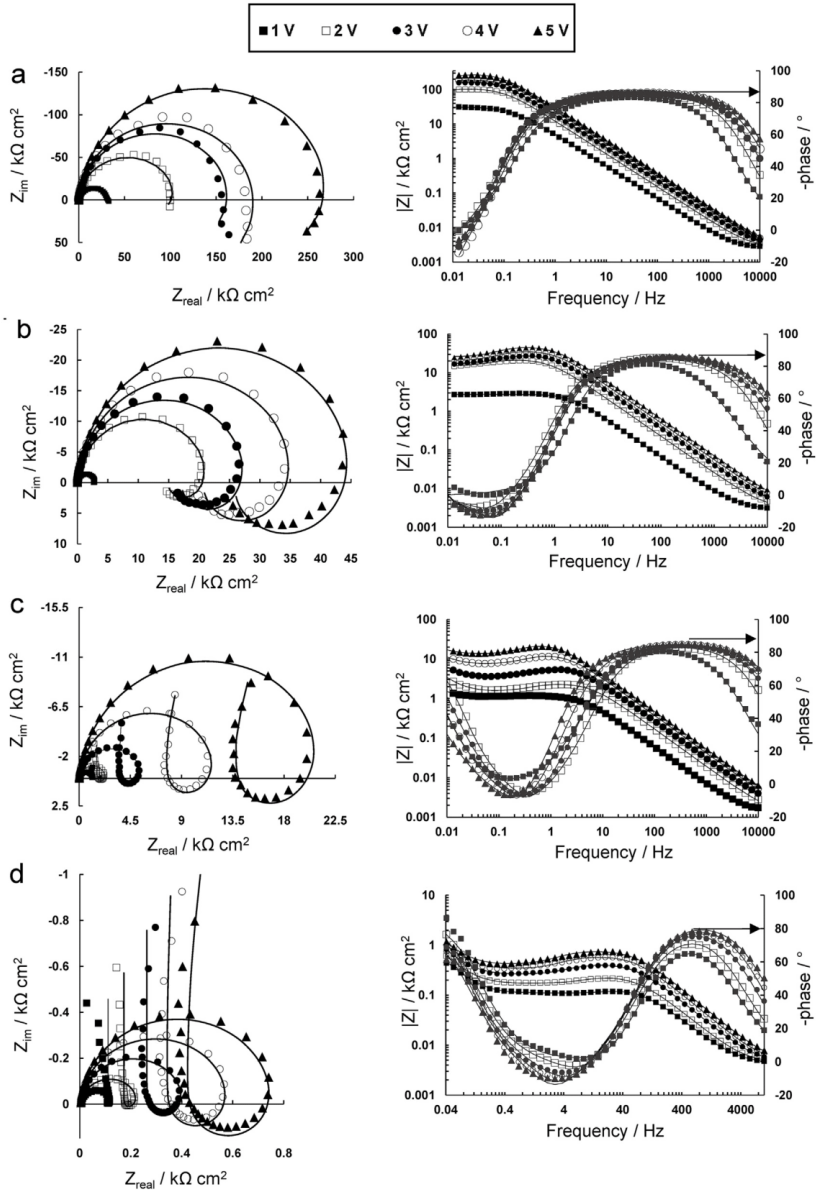 1 V 2 V 3 V 4 V 5 V
a
-150
-100
-50
0
50
0 50 100 150 200 250 300
Z_im / kΩ cm²
Z_real / kΩ cm²
100
10
1
0.1
0.01
0.001
0.01 0.1 1 10 100 1000 10000
100
80
60
40
20
0
-20
|Z| / kΩ cm²
-phase / °
Frequency / Hz
b
-25
-20
-15
-10
-5
0
5
10
0 5 10 15 20 25 30 35 40 45
Z_im / kΩ cm²
Z_real / kΩ cm²
100
10
1
0.1
0.01
0.001
0.01 0.1 1 10 100 1000 10000
100
80
60
40
20
0
-20
|Z| / kΩ cm²
-phase / °
Frequency / Hz
c
-15.5
-11
-6.5
-2
2.5
0 4.5 9 13.5 18 22.5
Z_im / kΩ cm²
Z_real / kΩ cm²
100
10
1
0.1
0.01
0.001
0.01 0.1 1 10 100 1000 10000
100
80
60
40
20
0
-20
|Z| / kΩ cm²
-phase / °
Frequency / Hz
d
-1
-0.8
-0.6
-0.4
-0.2
0
0 0.2 0.4 0.6 0.8
Z_im / kΩ cm²
Z_real / kΩ cm²
10
1
0.1
0.01
0.001
0.04 0.4 4 40 400 4000
100
80
60
40
20
0
-20
|Z| / kΩ cm²
-phase / °
Frequency / Hz